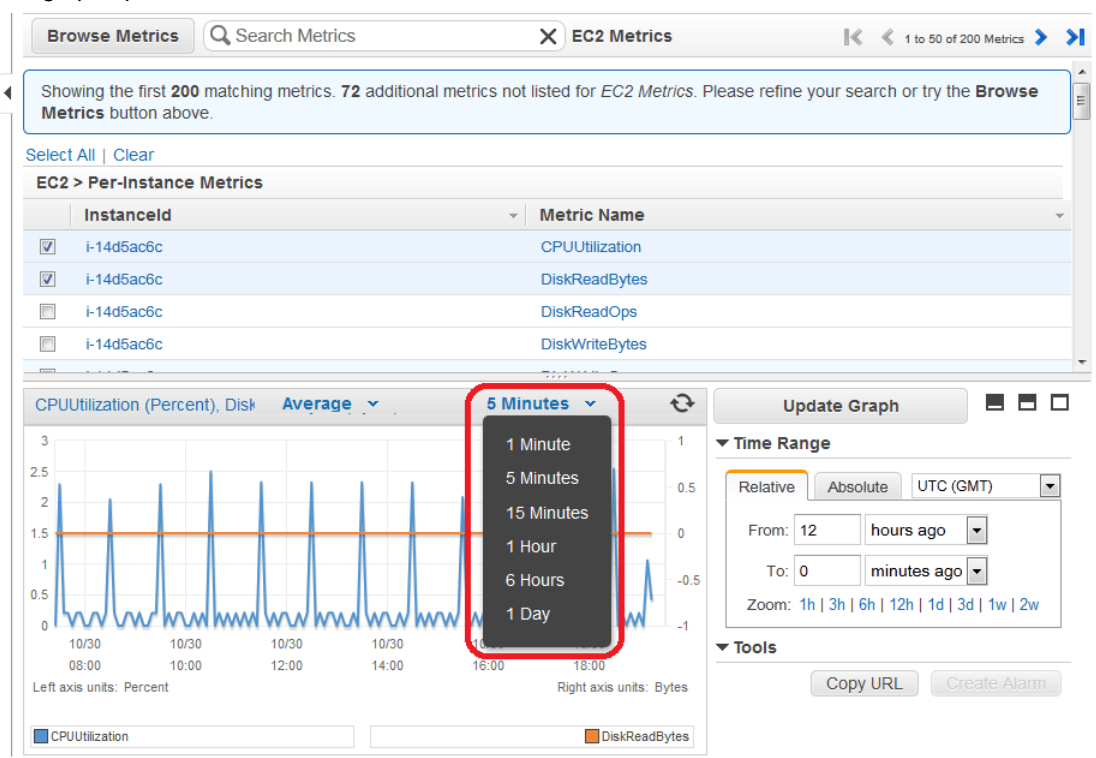 Browse Metrics Search Metrics EC2 Metrics 1 to 50 of 200 Metrics
Showing the first 200 matching metrics. 72 additional metrics not listed for EC2 Metrics. Please refine your search or try the Browse
Metrics button above.
Select All | Clear
EC2 > Per-Instance Metrics
InstanceId Metric Name
i-14d5ac6c CPUUtilization
i-14d5ac6c DiskReadBytes
i-14d5ac6c DiskReadOps
i-14d5ac6c DiskWriteBytes
CPUUtilization (Percent), Disk Average 5 Minutes
1 Minute
5 Minutes
15 Minutes
1 Hour
6 Hours
1 Day
3
2.5
2
1.5
1
0.5
0
1
0.5
0
-0.5
-1
10/30 10/30 10/30 10/30
08:00 10:00 12:00 14:00 16:00 18:00
Left axis units: Percent Right axis units: Bytes
CPUUtilization DiskReadBytes
Update Graph
Time Range
Relative Absolute UTC (GMT)
From: 12 hours ago
To: 0 minutes ago
Zoom: 1h | 3h | 6h | 12h | 1d | 3d | 1w | 2w
Tools
Copy URL Create Alarm